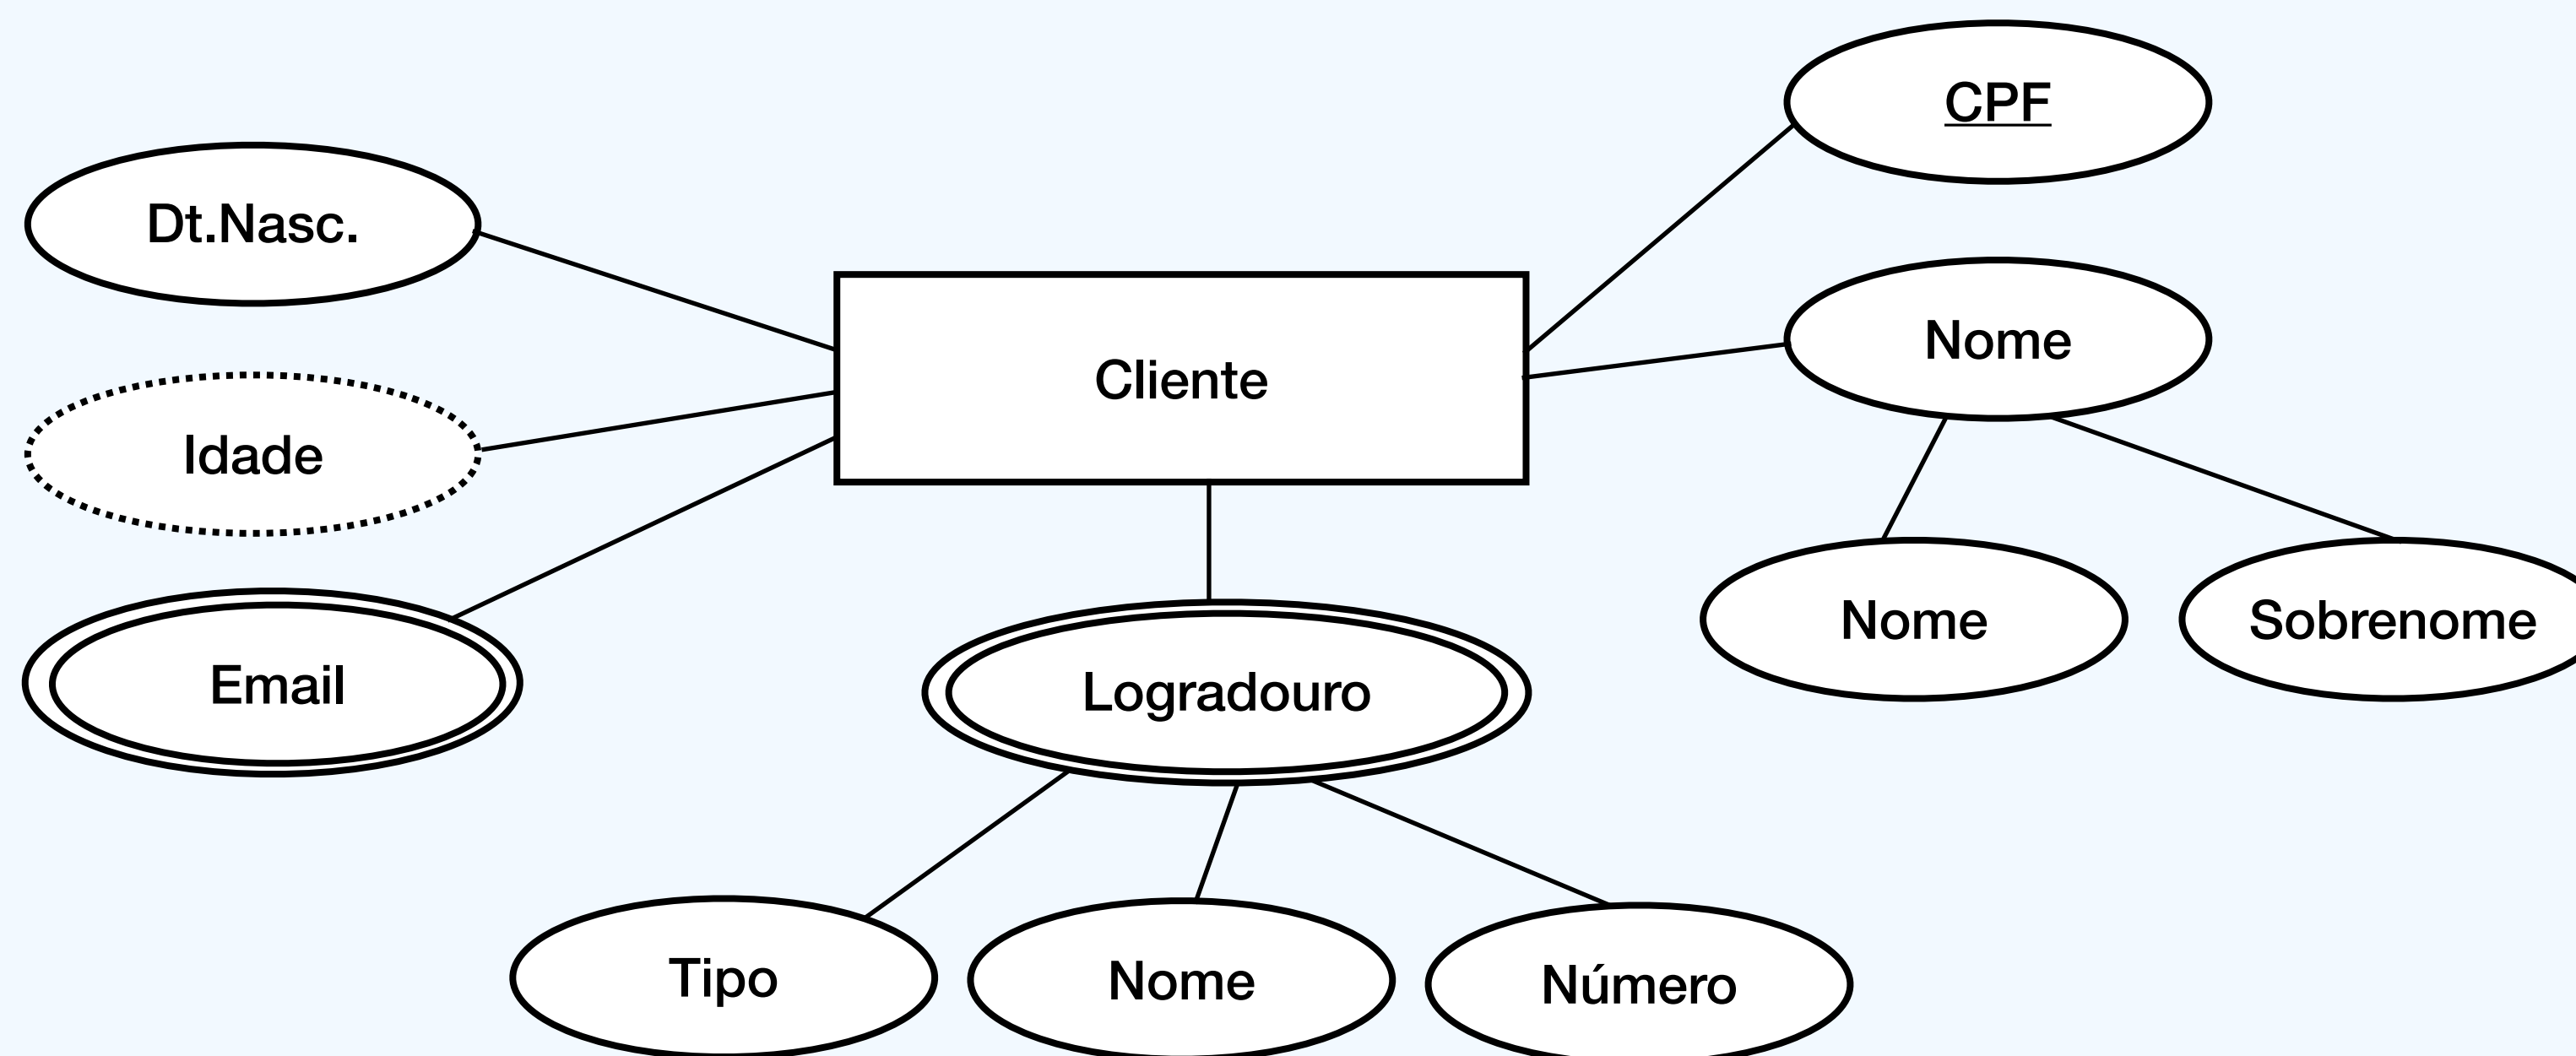 CPF
Dt.Nasc.
Nome
Cliente
Idade
Nome
Sobrenome
Email
Logradouro
Tipo
Nome
Número